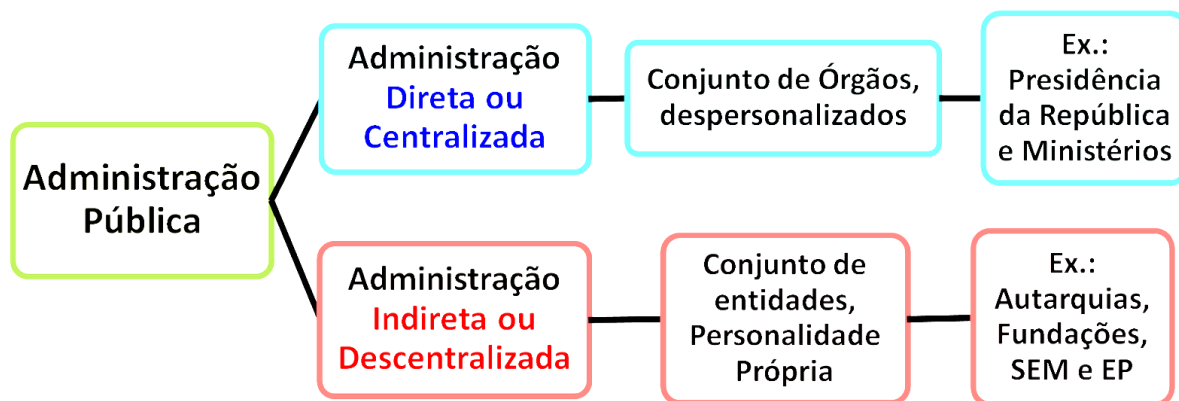 Administração
Pública
Administração
Direta ou
Centralizada
Conjunto de Órgãos,
despersonalizados
Ex.:
Presidência
da República
e Ministérios
Administração
Indireta ou
Descentralizada
Conjunto de
entidades,
Personalidade
Própria
Ex.:
Autarquias,
Fundações,
SEM e EP